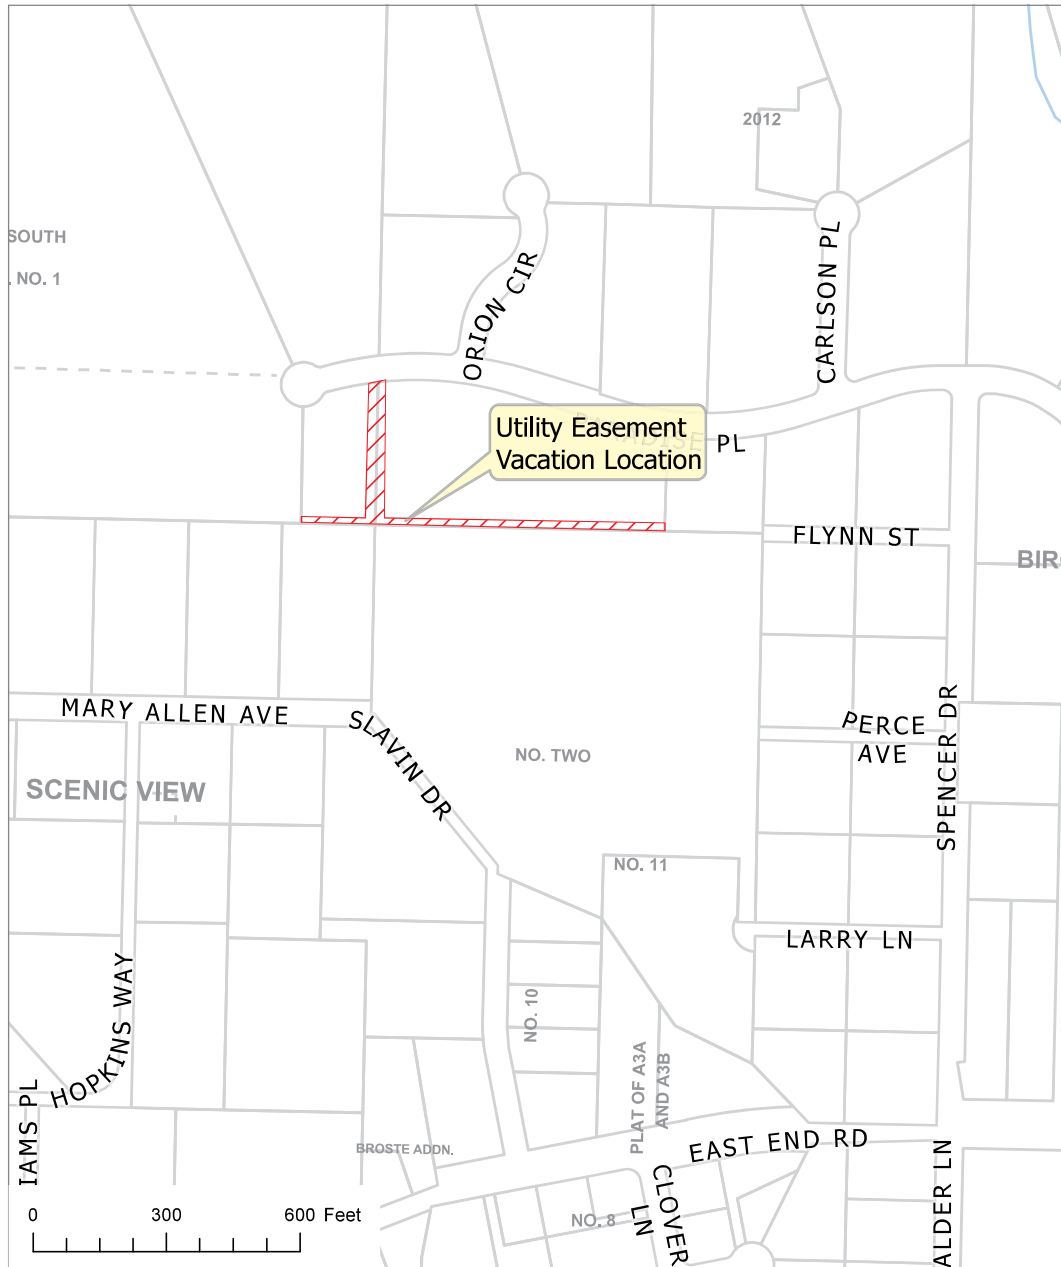 2012
SOUTH
. NO. 1
ORION CIR
CARLSON PL
Utility Easement
Vacation Location
PL
FLYNN ST
BIR
MARY ALLEN AVE
SLAVIN DR
PERCE
AVE
SPENCER DR
NO. TWO
SCENIC VIEW
NO. 11
LARRY LN
HOPKINS WAY
NO. 10
PLAT OF A3A
AND A3B
IAMS PL
BROSTE ADDN.
EAST END RD
CLOVER
LN
NO. 8
ALDER LN
0 300 600 Feet